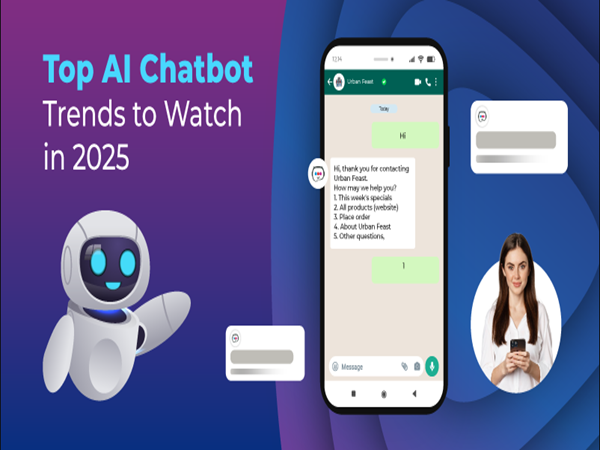 Top AI Chatbot
Trends to Watch
in 2025
12:14
Urban Feast
Today
Hi
Hi, thank you for contacting
Urban Feast.
How may we help you?
1. This week's specials
2. All products (website)
3. Place order
4. About Urban Feast
5. Other questions,
1
Message